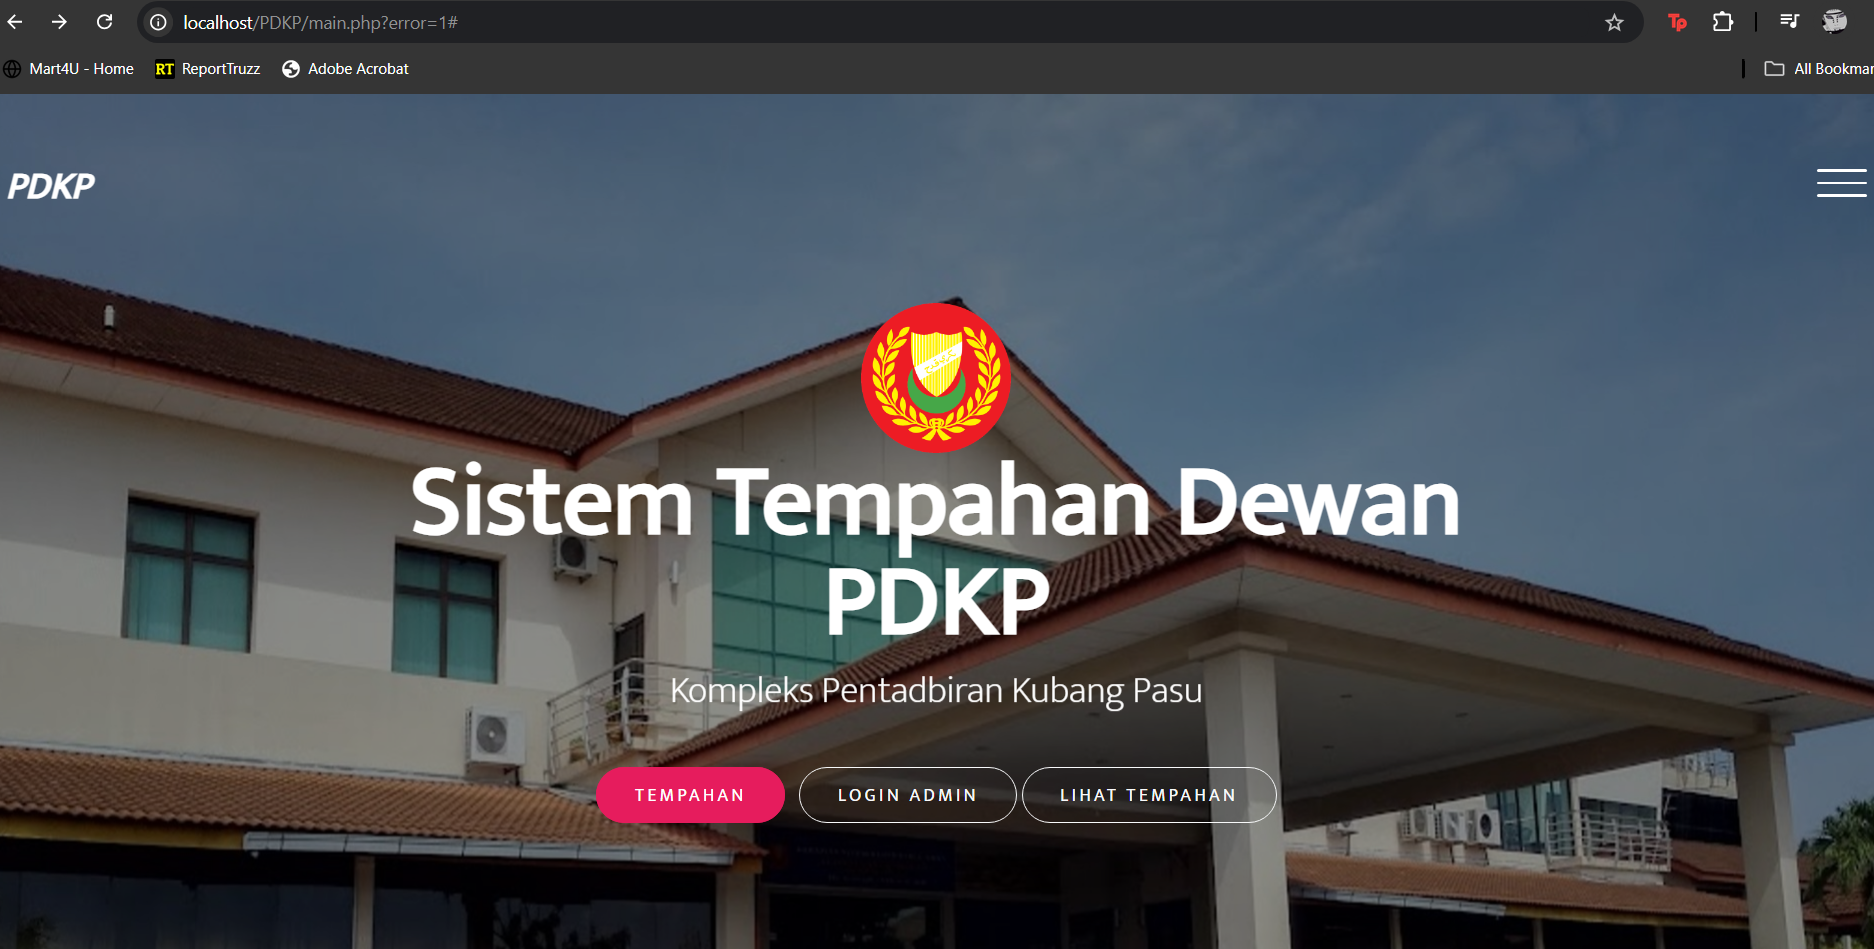 localhost/PDKP/main.php?error=1#
Mart4U - Home
RT ReportTruzz
Adobe Acrobat
All Bookmar
PDKP
Sistem Tempahan Dewan
PDKP
Kompleks Pentadbiran Kubang Pasu
TEMPAHAN
LOGIN ADMIN
LIHAT TEMPAHAN